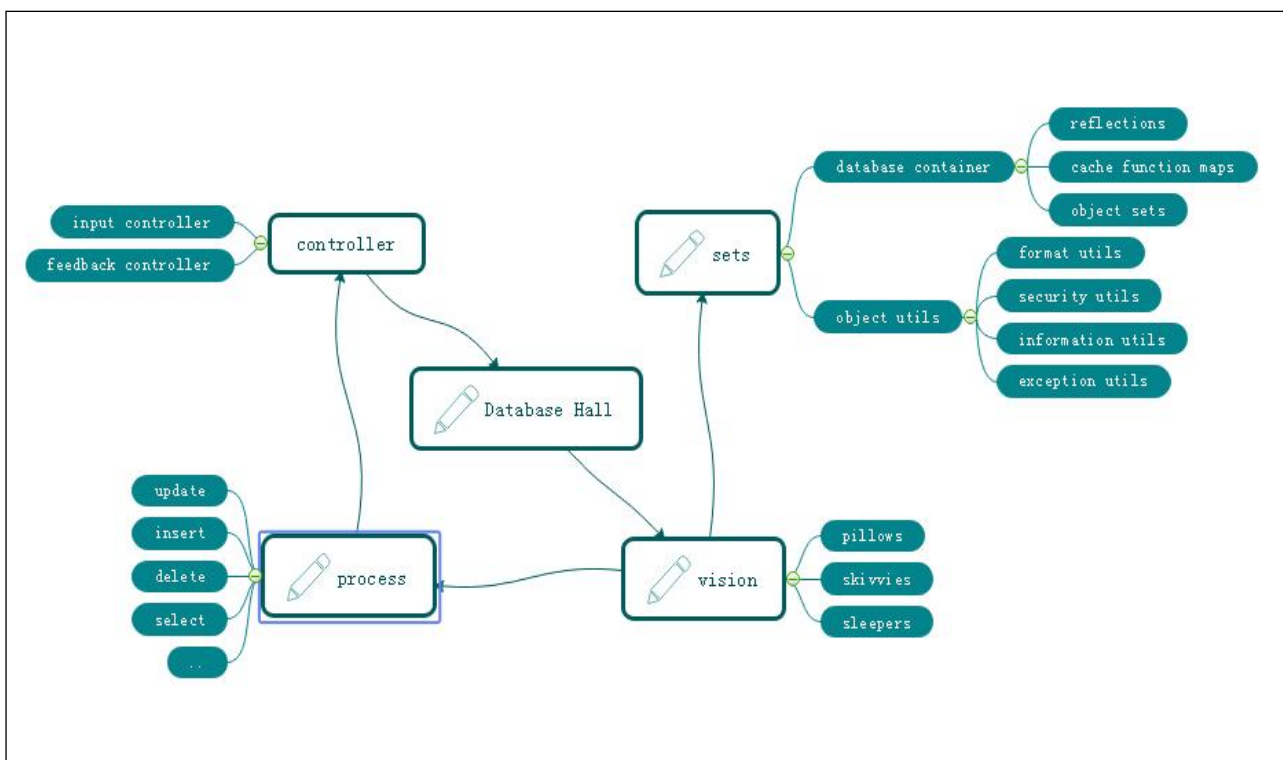 reflections
database container
cache function maps
object sets
input controller
controller
feedback controller
sets
format utils
security utils
object utils
information utils
exception utils
Database Hall
update
insert
delete
process
select
..
pillows
vision
skivvies
sleepers